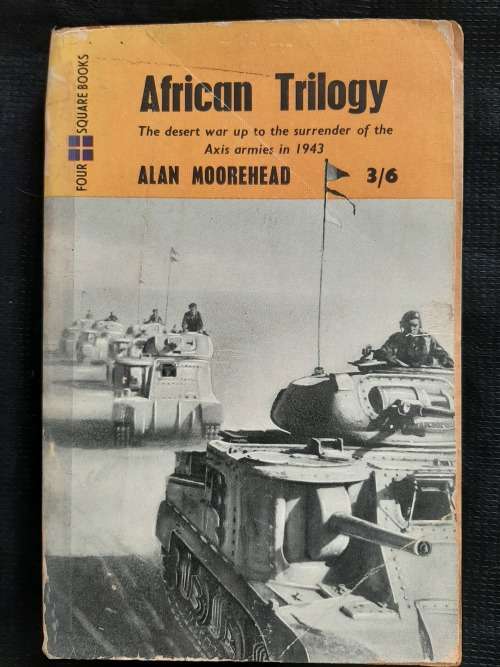 FOUR SQUARE BOOKS
African Trilogy
The desert war up to the surrender of the
Axis armies in 1943
ALAN MOOREHEAD 3/6